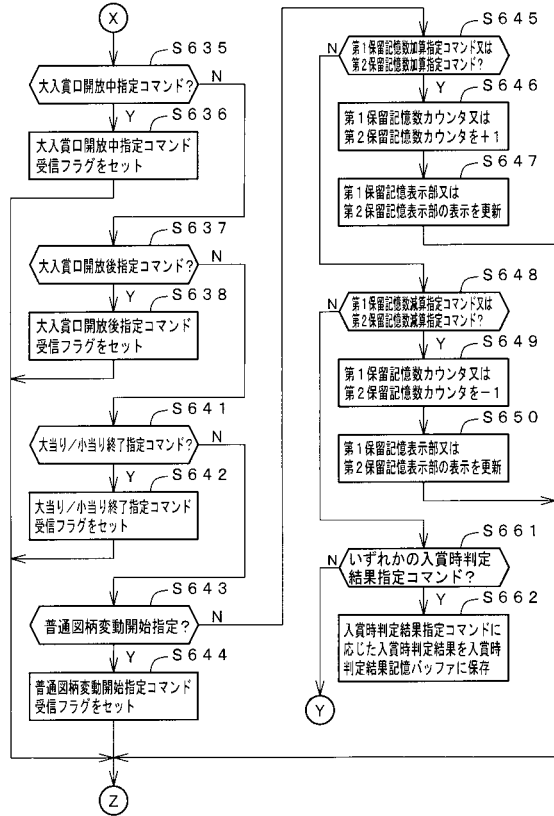 X
S635
大入賞口開放中指定コマンド？
N
Y
S636
大入賞口開放中指定コマンド
受信フラグをセット
S637
大入賞口開放後指定コマンド？
N
Y
S638
大入賞口開放後指定コマンド
受信フラグをセット
S641
大当り／小当り終了指定コマンド？
N
Y
S642
大当り／小当り終了指定コマンド
受信フラグをセット
S643
普通図柄変動開始指定？
N
Y
S644
普通図柄変動開始指定コマンド
受信フラグをセット
Z
S645
第1保留記憶数加算指定コマンド又は
第2保留記憶数加算指定コマンド？
N
Y
S646
第1保留記憶数カウンタ又は
第2保留記憶数カウンタを＋1
S647
第1保留記憶表示部又は
第2保留記憶表示部の表示を更新
S648
第1保留記憶数減算指定コマンド又は
第2保留記憶数減算指定コマンド？
N
Y
S649
第1保留記憶数カウンタ又は
第2保留記憶数カウンタを－1
S650
第1保留記憶表示部又は
第2保留記憶表示部の表示を更新
S661
いずれかの入賞時判定
結果指定コマンド？
N
Y
S662
入賞時判定結果指定コマンドに
応じた入賞時判定結果を入賞時
判定結果記憶バッファに保存
Y